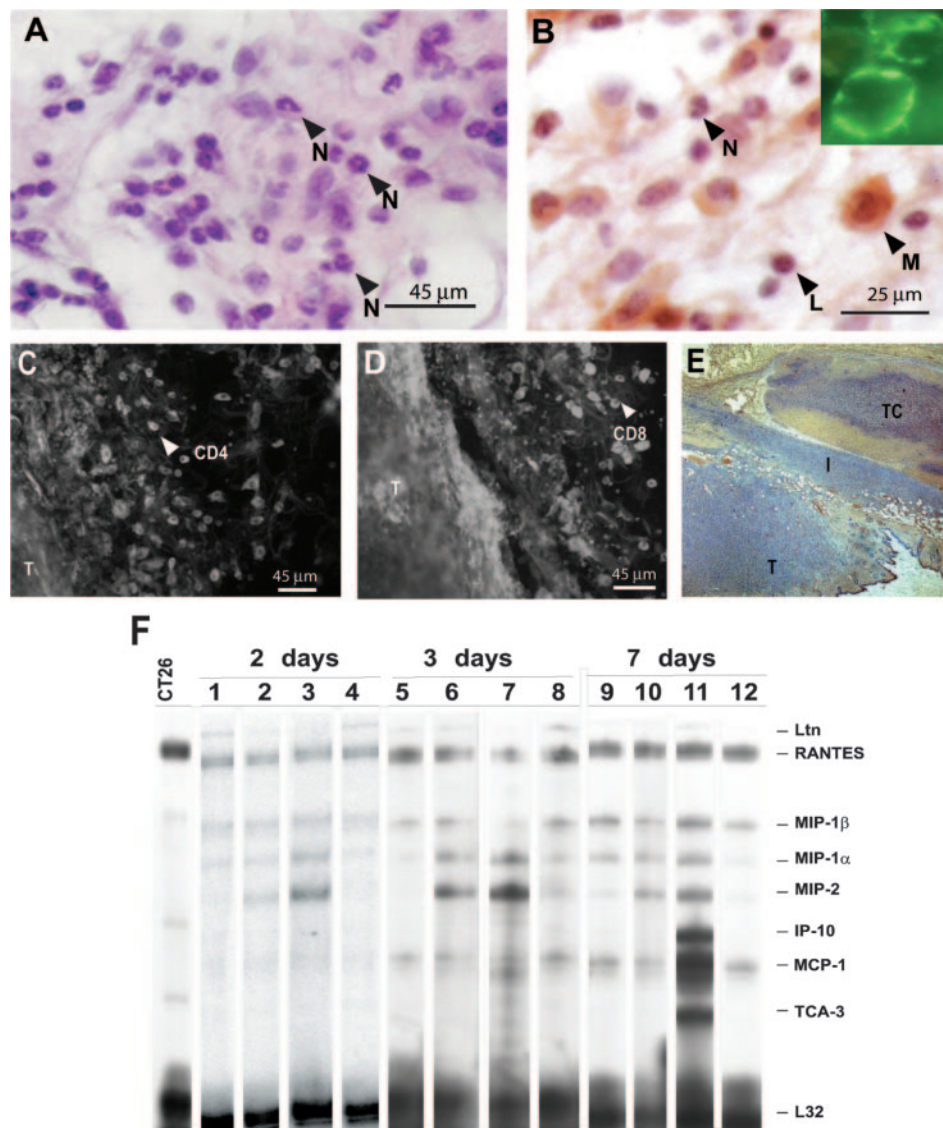 A
N
N
N
45 µm
B
N
M
L
25 µm
C
CD4
T
45 µm
D
CD8
T
45 µm
E
TC
I
T
F
CT26
2 days
3 days
7 days
1 2 3 4 5 6 7 8 9 10 11 12
– Ltn
– RANTES
– MIP-1β
– MIP-1α
– MIP-2
– IP-10
– MCP-1
– TCA-3
– L32